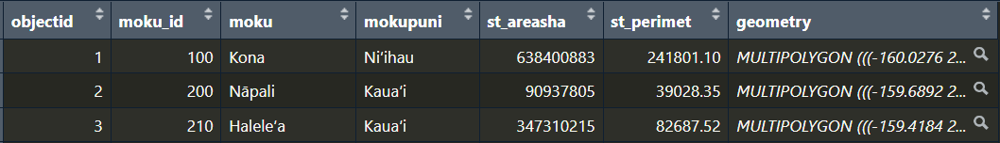 objectid moku_id moku mokupuni st_areasha st_perimet geometry
1 100 Kona Niʻihau 638400883 241801.10 MULTIPOLYGON (((-160.0276 2...
2 200 Nāpali Kauaʻi 90937805 39028.35 MULTIPOLYGON (((-159.6892 2...
3 210 Haleleʻa Kauaʻi 347310215 82687.52 MULTIPOLYGON (((-159.4184 2...